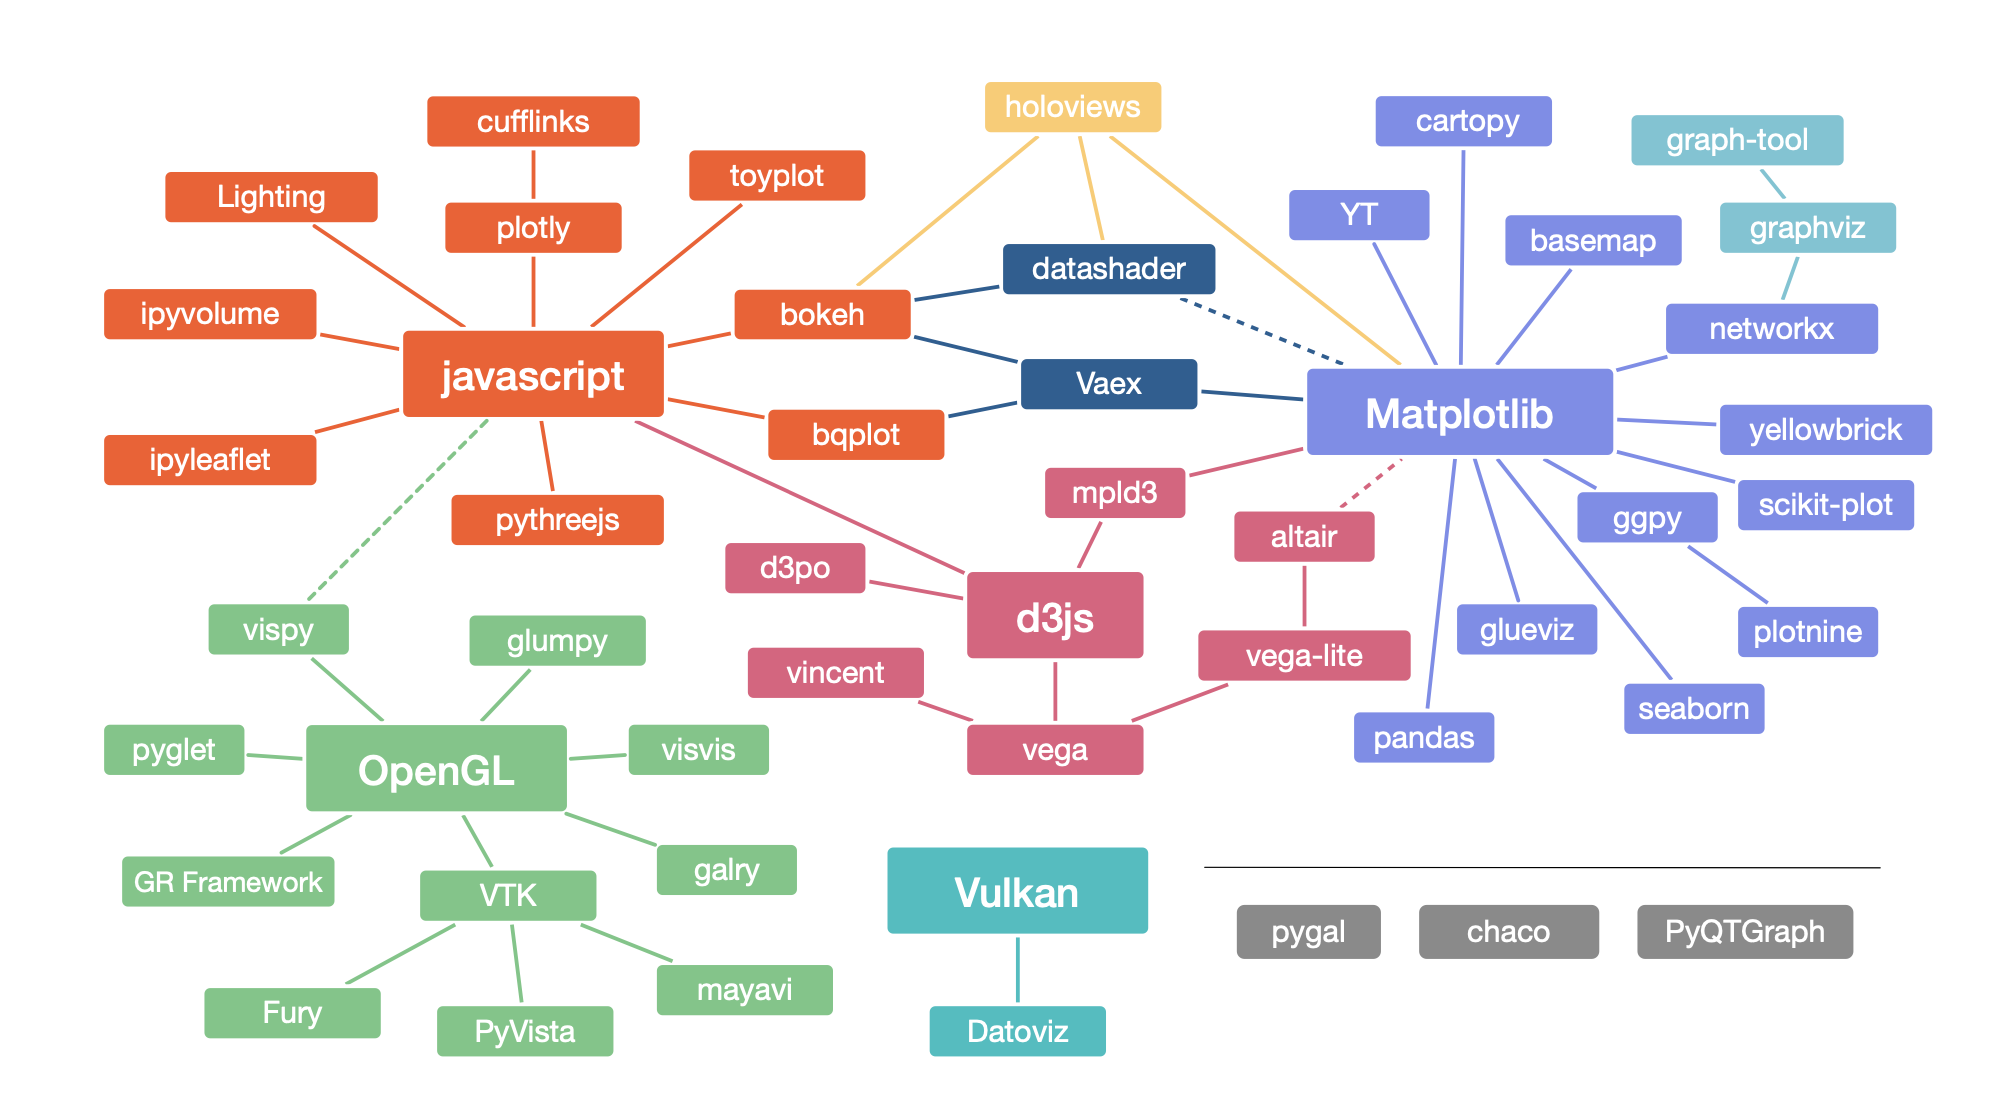 holoviews
cufflinks
cartopy
graph-tool
toyplot
Lighting
YT
plotly
graphviz
basemap
datashader
ipyvolume
bokeh
networkx
javascript
Vaex
Matplotlib
yellowbrick
bqplot
ipyleaflet
mpld3
scikit-plot
pythreejs
ggpy
altair
d3po
d3js
vispy
glumpy
glueviz
plotnine
vega-lite
vincent
seaborn
pandas
pyglet
visvis
vega
OpenGL
galry
GR Framework
VTK
Vulkan
pygal
chaco
PyQTGraph
mayavi
Fury
PyVista
Datoviz